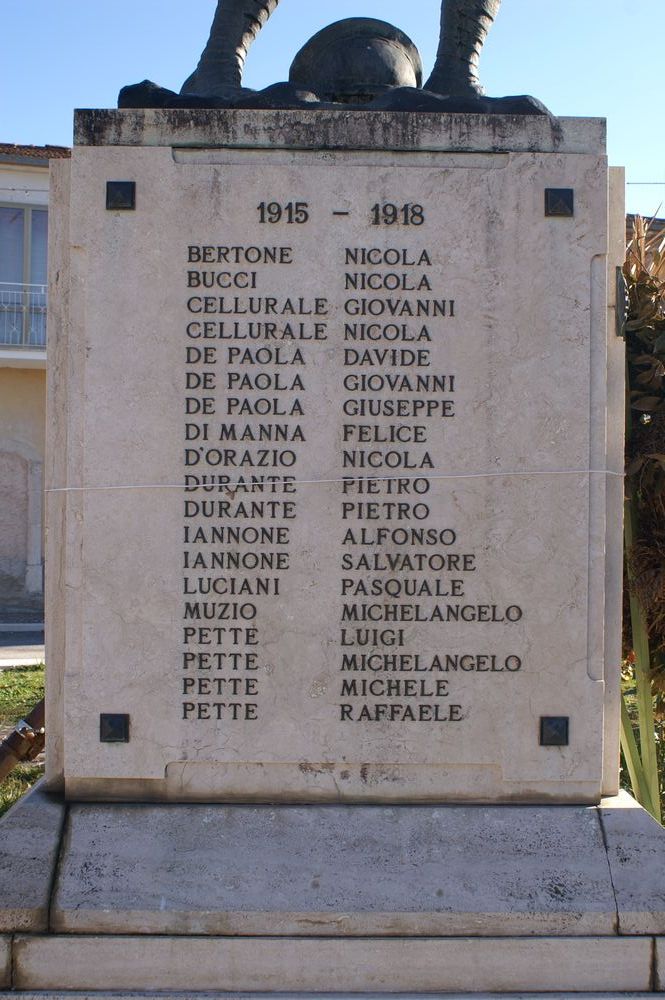 1915 – 1918
BERTONE NICOLA
BUCCI NICOLA
CELLURALE GIOVANNI
CELLURALE NICOLA
DE PAOLA DAVIDE
DE PAOLA GIOVANNI
DE PAOLA GIUSEPPE
DI MANNA FELICE
D'ORAZIO NICOLA
DURANTE PIETRO
DURANTE PIETRO
IANNONE ALFONSO
IANNONE SALVATORE
LUCIANI PASQUALE
MUZIO MICHELANGELO
PETTE LUIGI
PETTE MICHELANGELO
PETTE MICHELE
PETTE RAFFAELE